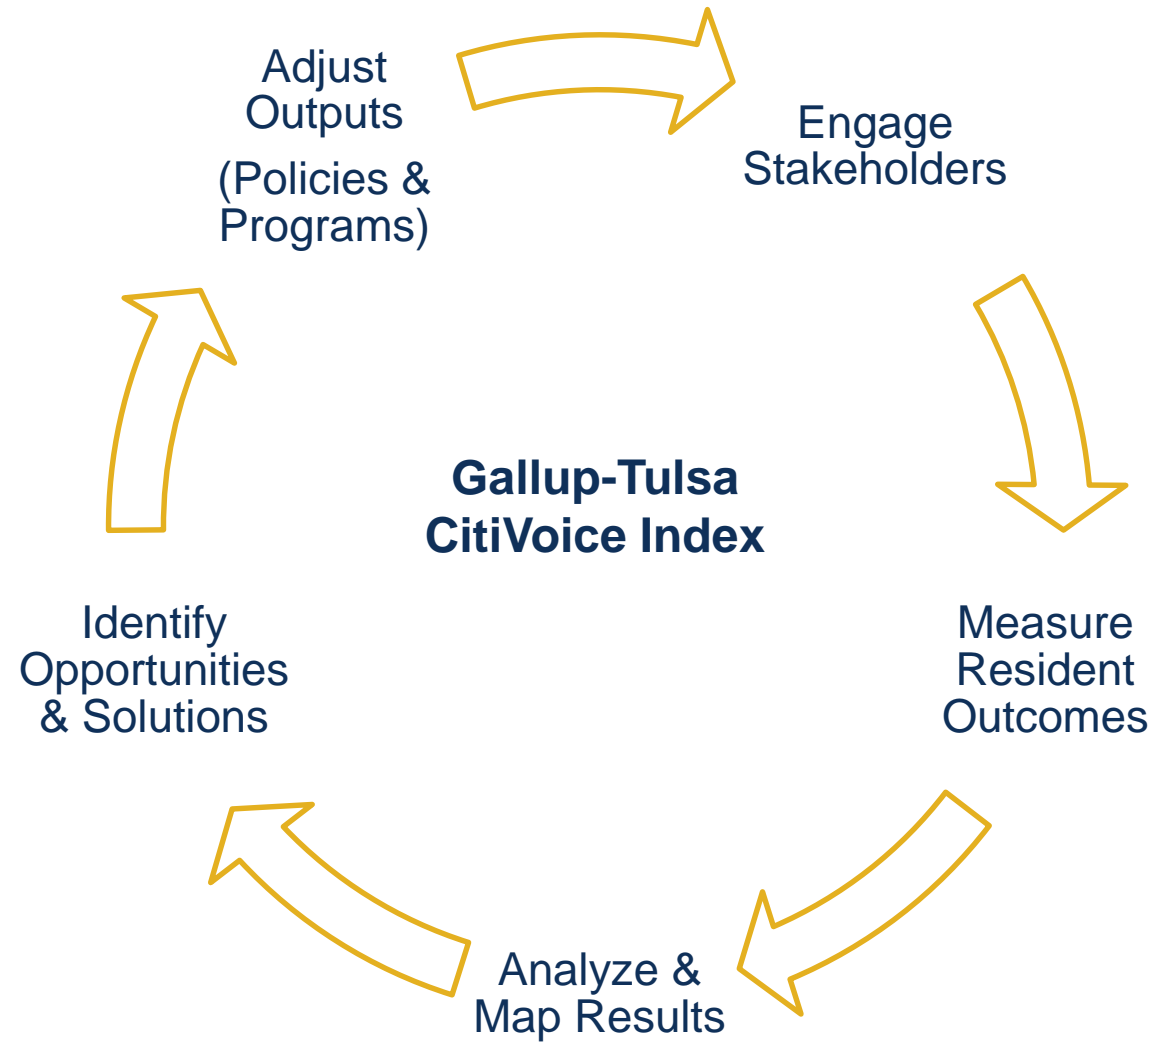 Adjust
Outputs
(Policies &
Programs)
Engage
Stakeholders
Gallup-Tulsa
CitiVoice Index
Identify
Opportunities
& Solutions
Measure
Resident
Outcomes
Analyze &
Map Results